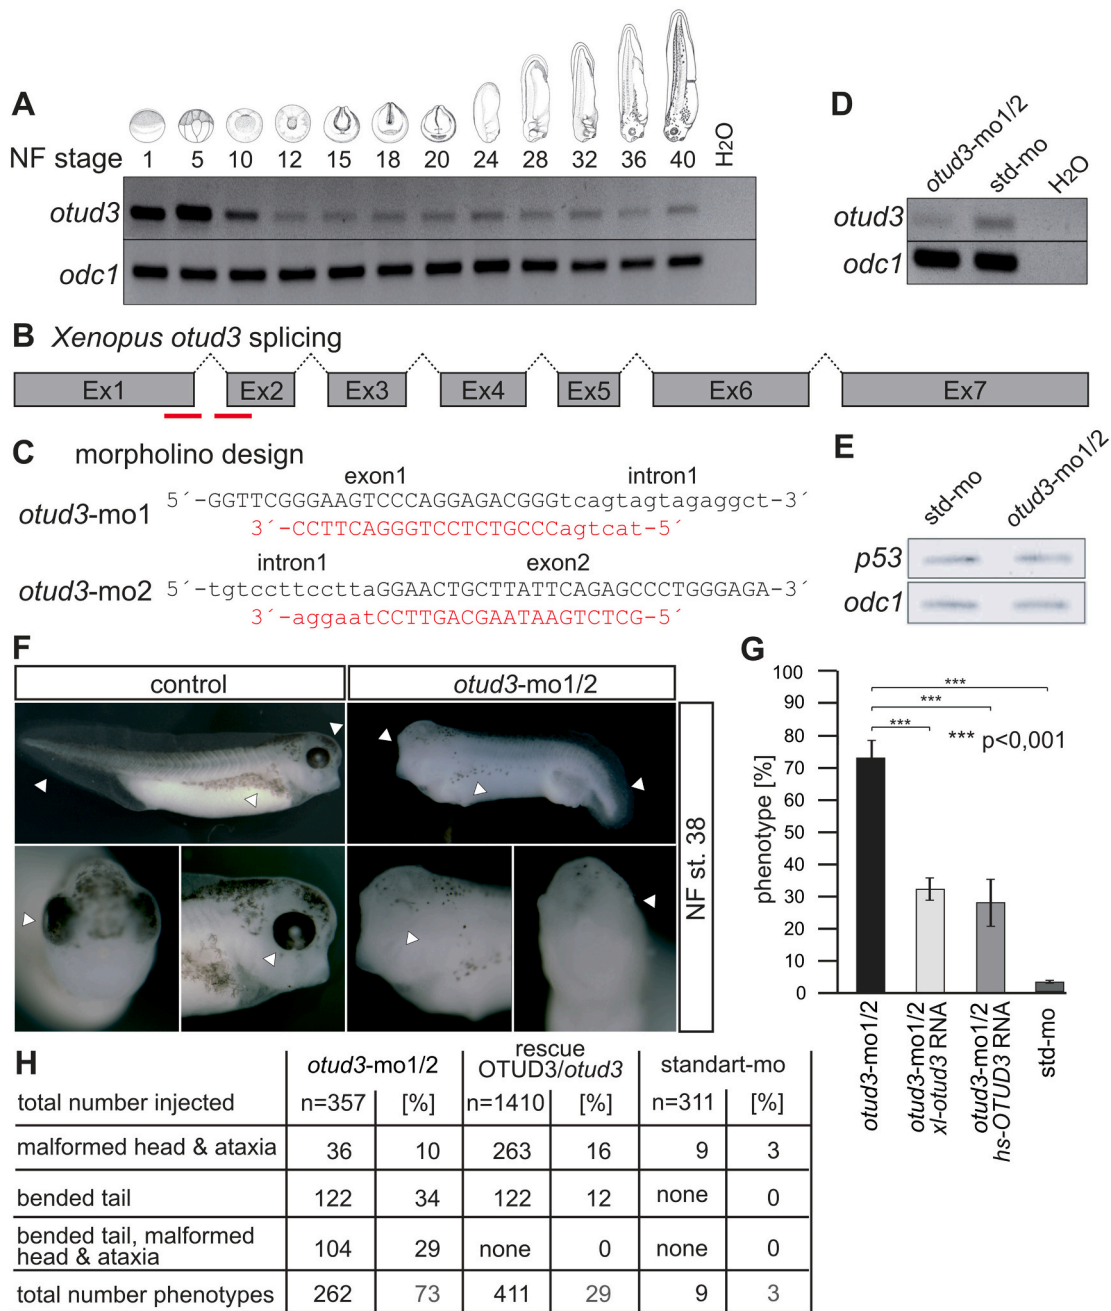 A
NF stage 1 5 10 12 15 18 20 24 28 32 36 40 H2O
otud3
odc1
D
otud3-mo1/2 std-mo H2O
otud3
odc1
B Xenopus otud3 splicing
Ex1 Ex2 Ex3 Ex4 Ex5 Ex6 Ex7
C morpholino design
exon1 intron1
5´-GGTTCGGGAAGTCCCAGGAGACGGGtcagtagtagaggct-3´
otud3-mo1
3´-CCTTCAGGGTCCTCTGCCCagtcat-5´
intron1 exon2
5´-tgtccttccttaGGAACTGCTTATTCAGAGCCCTGGGAGA-3´
otud3-mo2
3´-aggaatCCTTGACGAATAAGTCTCG-5´
E
std-mo otud3-mo1/2
p53
odc1
F
control otud3-mo1/2
NF st. 38
G
100
90
80
70
60
50
40
30
20
10
0
phenotype [%]
***
***
***
*** p<0,001
otud3-mo1/2
otud3-mo1/2
xl-otud3 RNA
otud3-mo1/2
hs-OTUD3 RNA
std-mo
H
otud3-mo1/2 rescue OTUD3/otud3 standart-mo
total number injected n=357 [%] n=1410 [%] n=311 [%]
malformed head & ataxia 36 10 263 16 9 3
bended tail 122 34 122 12 none 0
bended tail, malformed
head & ataxia 104 29 none 0 none 0
total number phenotypes 262 73 411 29 9 3